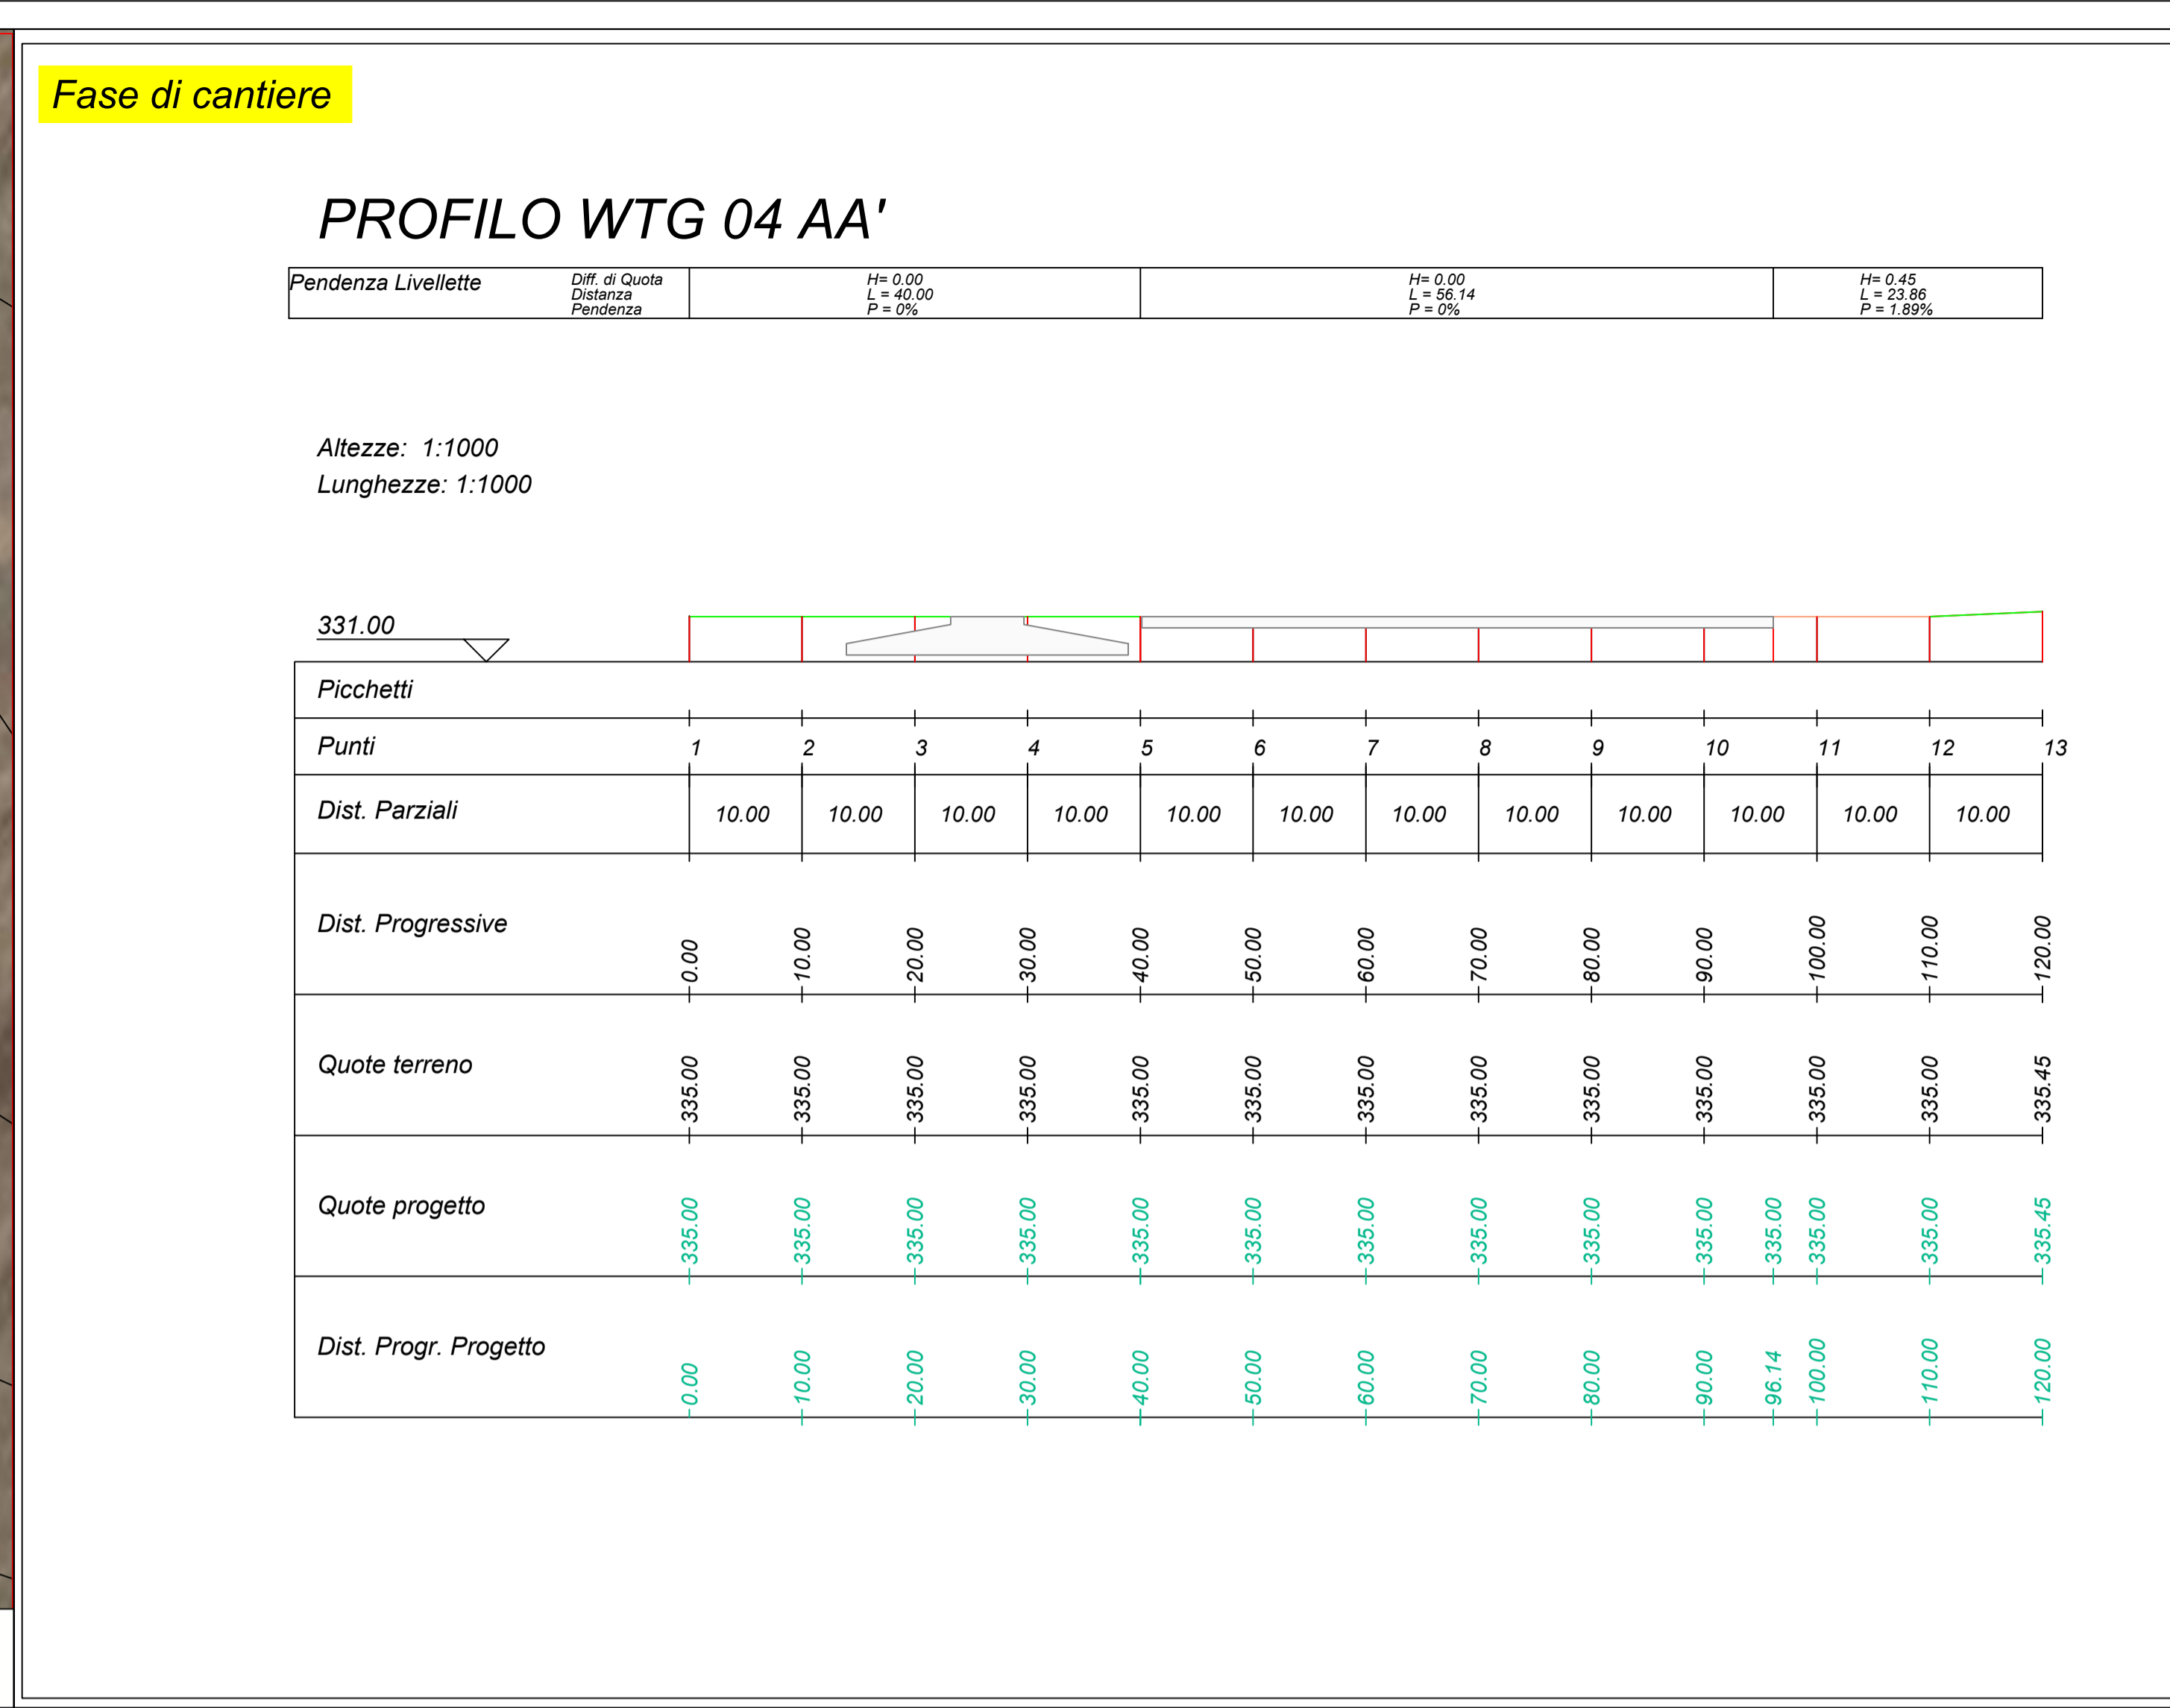 Fase di cantiere
PROFILO WTG 04 AA'
Pendenza Livellette
Diff. di Quota
Distanza
Pendenza
H= 0.00
L = 40.00
P = 0%
H= 0.00
L = 56.14
P = 0%
H= 0.45
L = 23.86
P = 1.89%
Altezze: 1:1000
Lunghezze: 1:1000
331.00
Picchetti
Punti 1 2 3 4 5 6 7 8 9 10 11 12 13
Dist. Parziali 10.00 10.00 10.00 10.00 10.00 10.00 10.00 10.00 10.00 10.00 10.00 10.00
Dist. Progressive 0.00 10.00 20.00 30.00 40.00 50.00 60.00 70.00 80.00 90.00 100.00 110.00 120.00
Quote terreno 335.00 335.00 335.00 335.00 335.00 335.00 335.00 335.00 335.00 335.00 335.00 335.00 335.45
Quote progetto 335.00 335.00 335.00 335.00 335.00 335.00 335.00 335.00 335.00 335.00 335.00 335.00 335.00 335.45
Dist. Progr. Progetto 0.00 10.00 20.00 30.00 40.00 50.00 60.00 70.00 80.00 90.00 96.14 100.00 110.00 120.00